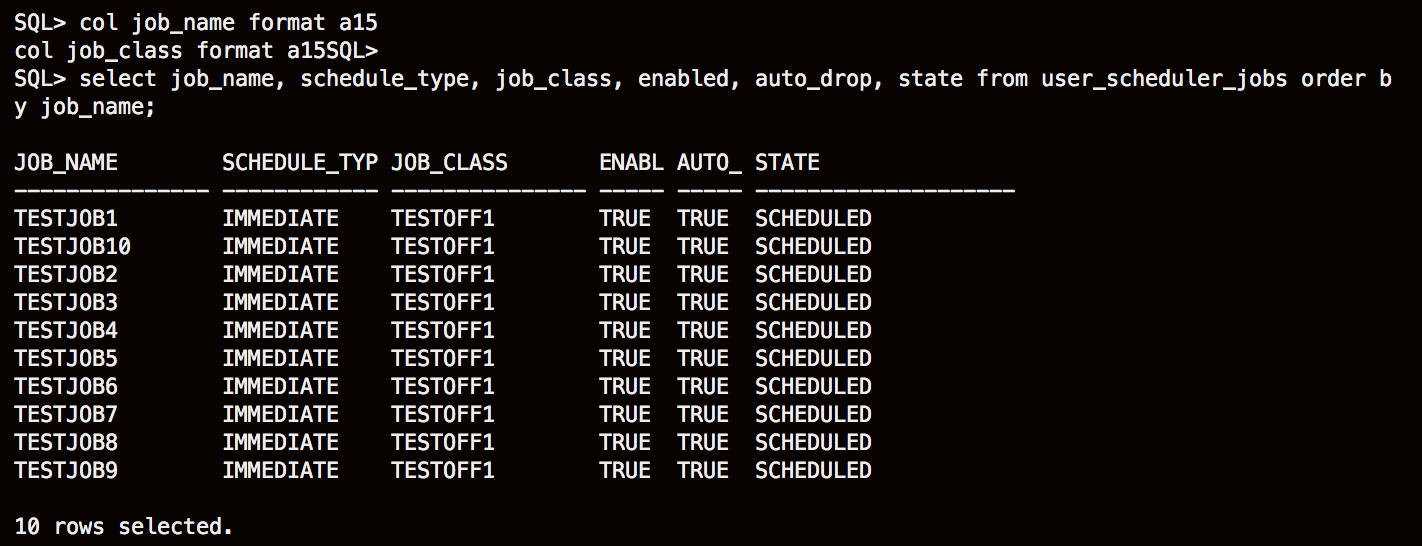 SQL> col job_name format a15
col job_class format a15SQL>
SQL> select job_name, schedule_type, job_class, enabled, auto_drop, state from user_scheduler_jobs order b
y job_name;
JOB_NAME        SCHEDULE_TYP JOB_CLASS       ENABL AUTO_ STATE
--------------- ------------ --------------- ----- ----- --------------------
TESTJOB1        IMMEDIATE    TESTOFF1        TRUE  TRUE  SCHEDULED
TESTJOB10       IMMEDIATE    TESTOFF1        TRUE  TRUE  SCHEDULED
TESTJOB2        IMMEDIATE    TESTOFF1        TRUE  TRUE  SCHEDULED
TESTJOB3        IMMEDIATE    TESTOFF1        TRUE  TRUE  SCHEDULED
TESTJOB4        IMMEDIATE    TESTOFF1        TRUE  TRUE  SCHEDULED
TESTJOB5        IMMEDIATE    TESTOFF1        TRUE  TRUE  SCHEDULED
TESTJOB6        IMMEDIATE    TESTOFF1        TRUE  TRUE  SCHEDULED
TESTJOB7        IMMEDIATE    TESTOFF1        TRUE  TRUE  SCHEDULED
TESTJOB8        IMMEDIATE    TESTOFF1        TRUE  TRUE  SCHEDULED
TESTJOB9        IMMEDIATE    TESTOFF1        TRUE  TRUE  SCHEDULED
10 rows selected.